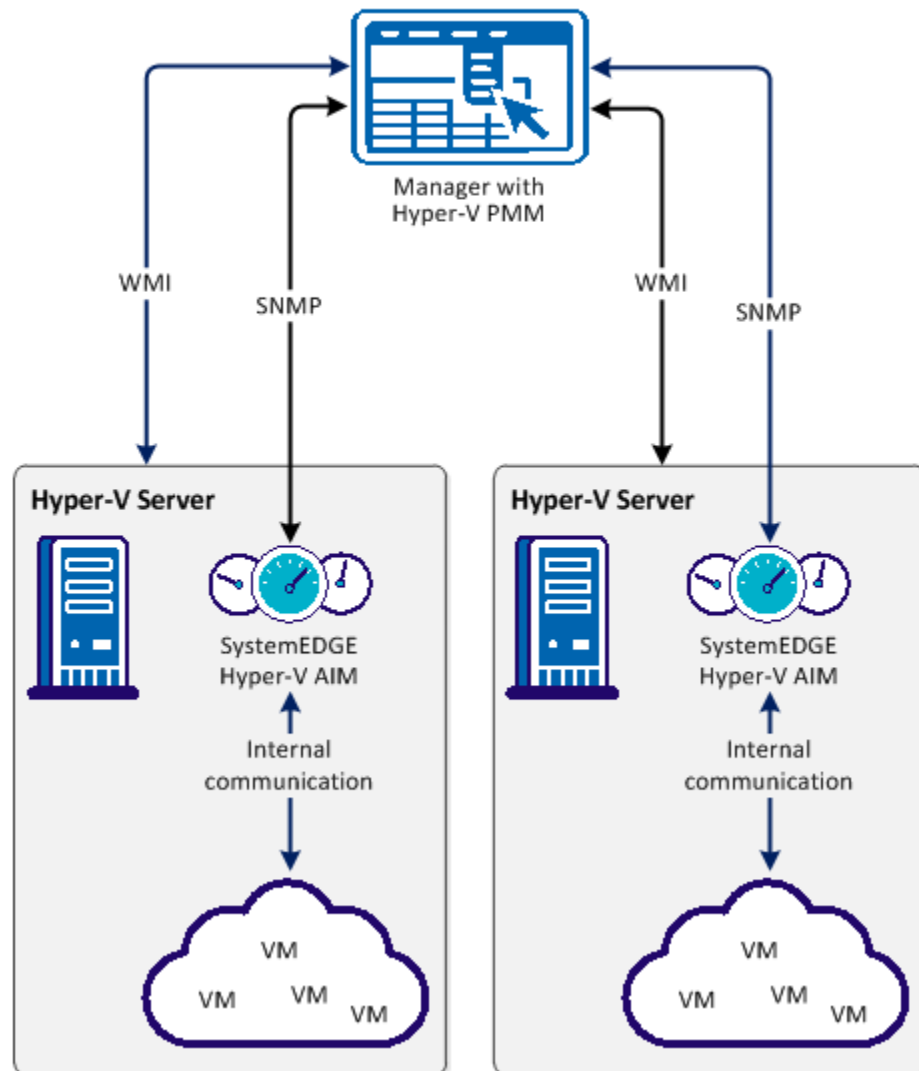 Manager with
Hyper-V PMM
WMI
SNMP
WMI
SNMP
Hyper-V Server
SystemEDGE
Hyper-V AIM
Internal
communication
VM
VM
VM
VM
Hyper-V Server
SystemEDGE
Hyper-V AIM
Internal
communication
VM
VM
VM
VM